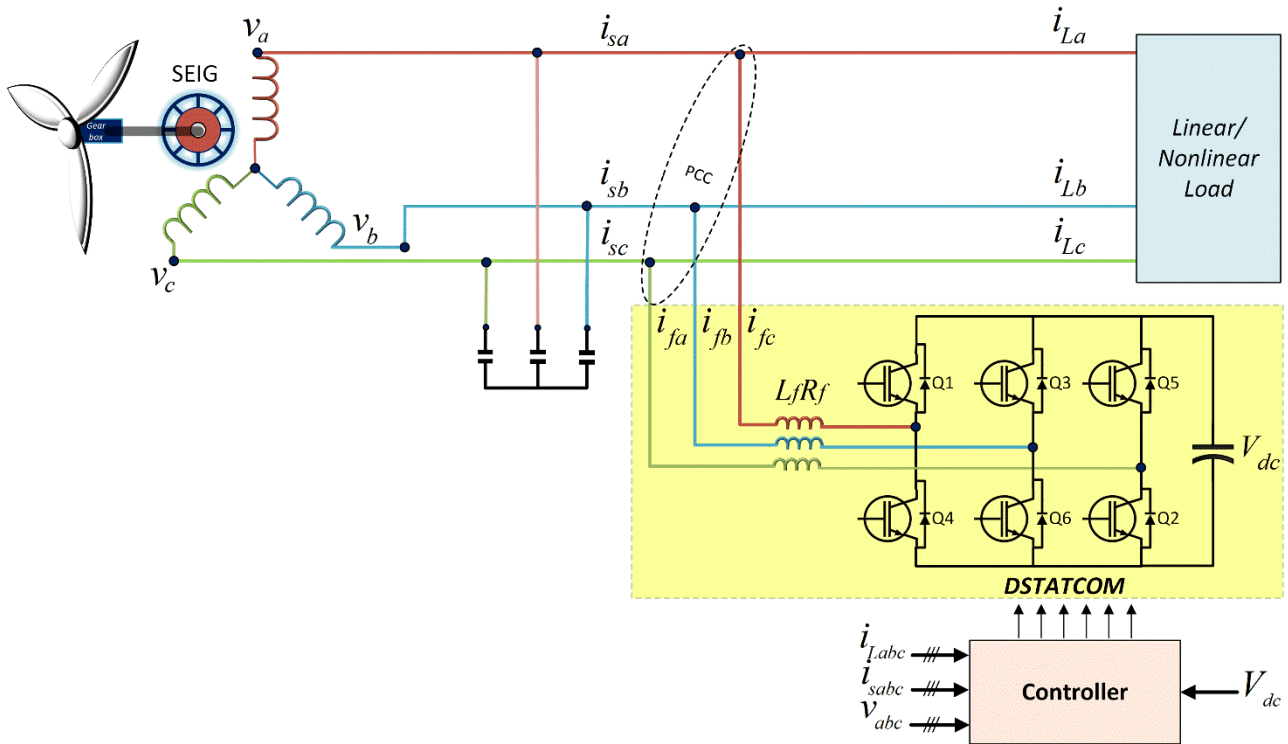 v_a
i_sa
i_La
SEIG
Gear
box
Linear/
Nonlinear
Load
PCC
i_sb
i_Lb
v_b
i_sc
i_Lc
v_c
i_fa
i_fb
i_fc
Q1
Q3
Q5
L_fR_f
V_dc
Q4
Q6
Q2
DSTATCOM
i_Labc
i_sabc
Controller
V_dc
v_abc